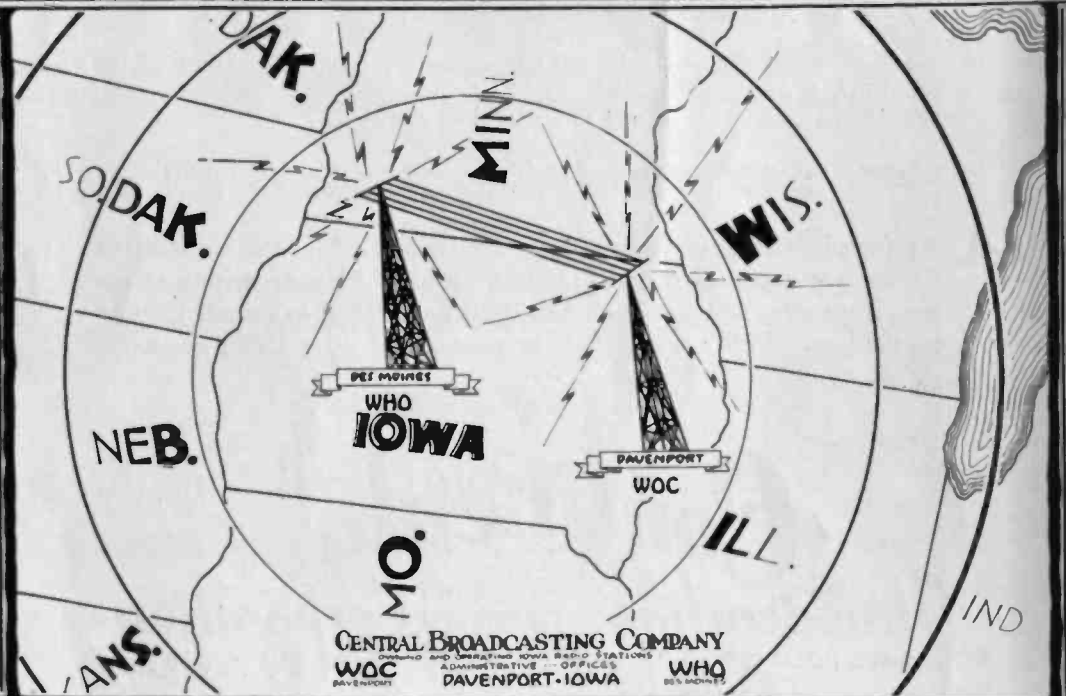 DAK.
MINN.
SO. DAK.
WIS.
DES MOINES
WHO
IOWA
NEB.
DAVENPORT
WOC
ILL.
MO.
IND
ANS.
CENTRAL BROADCASTING COMPANY
OWNING AND OPERATING IOWA RADIO STATIONS
WOC ADMINISTRATIVE OFFICES WHO
DAVENPORT DAVENPORT·IOWA DES MOINES